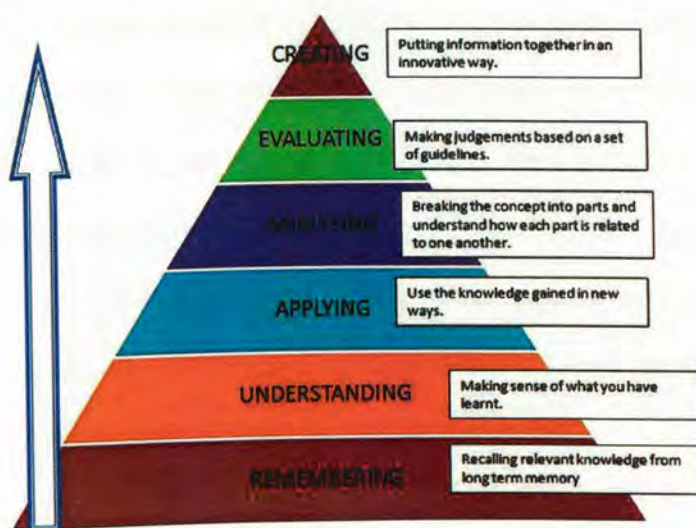 CREATING
Putting information together in an
innovative way.
EVALUATING
Making judgements based on a set
of guidelines.
ANALYZING
Breaking the concept into parts and
understand how each part is related
to one another.
APPLYING
Use the knowledge gained in new
ways.
UNDERSTANDING
Making sense of what you have
learnt.
REMEMBERING
Recalling relevant knowledge from
long term memory